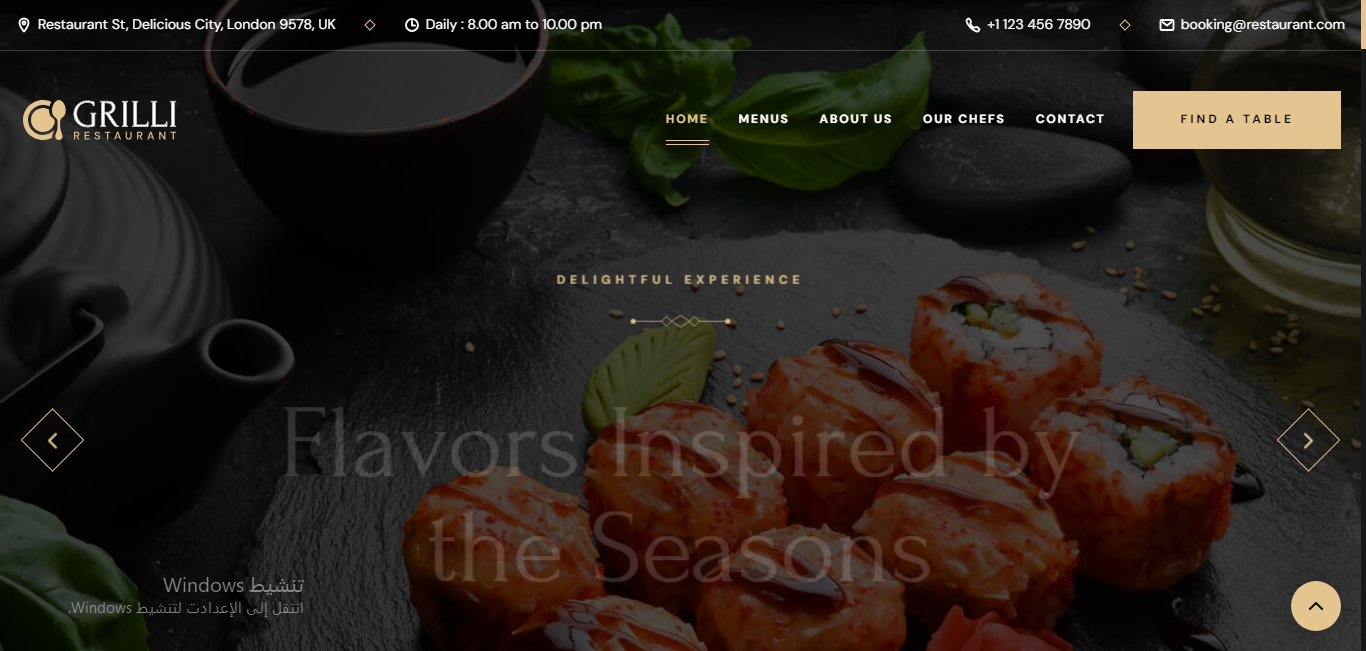 Restaurant St, Delicious City, London 9578, UK
Daily : 8.00 am to 10.00 pm
+1 123 456 7890
booking@restaurant.com
GRILLI
RESTAURANT
HOME
MENUS
ABOUT US
OUR CHEFS
CONTACT
FIND A TABLE
DELIGHTFUL EXPERIENCE
Flavors Inspired by
the Seasons
تنشيط Windows
انتقل إلى الإعدادت لتنشيط Windows.